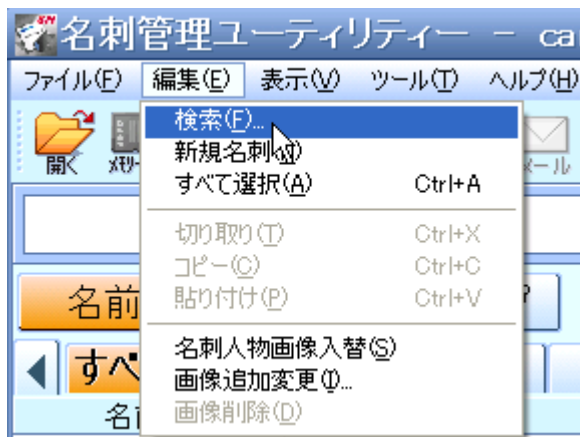 名刺管理ユーティリティー - ca
ファイル(F) 編集(E) 表示(V) ツール(T) ヘルプ(H)
開く
検索(F)...
新規名刺(W)
すべて選択(A) Ctrl+A
切り取り(T) Ctrl+X
コピー(C) Ctrl+C
貼り付け(P) Ctrl+V
名刺人物画像入替(S)
画像追加変更(I)...
画像削除(D)
名前
すべ
名前